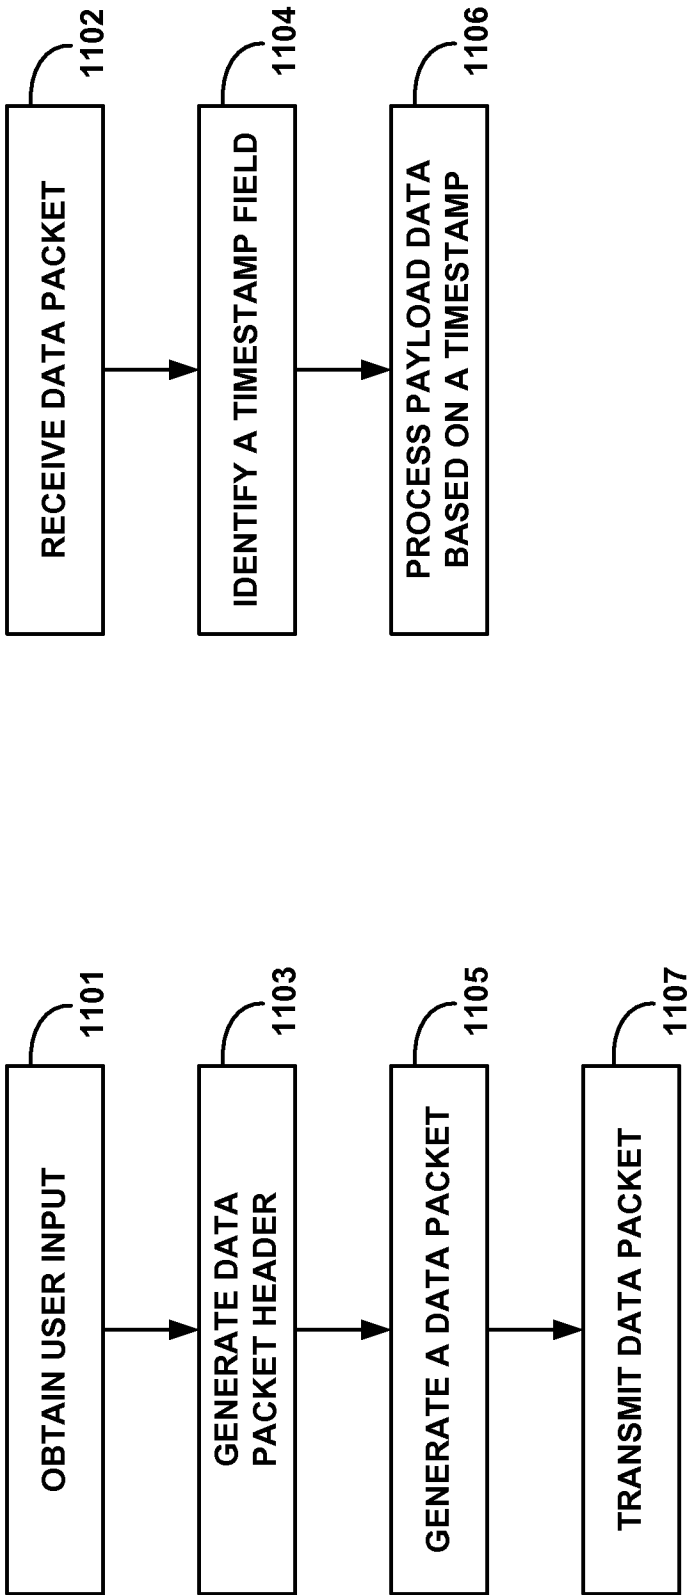 OBTAIN USER INPUT
1101
GENERATE DATA
PACKET HEADER
1103
GENERATE A DATA PACKET
1105
TRANSMIT DATA PACKET
1107
RECEIVE DATA PACKET
1102
IDENTIFY A TIMESTAMP FIELD
1104
PROCESS PAYLOAD DATA
BASED ON A TIMESTAMP
1106